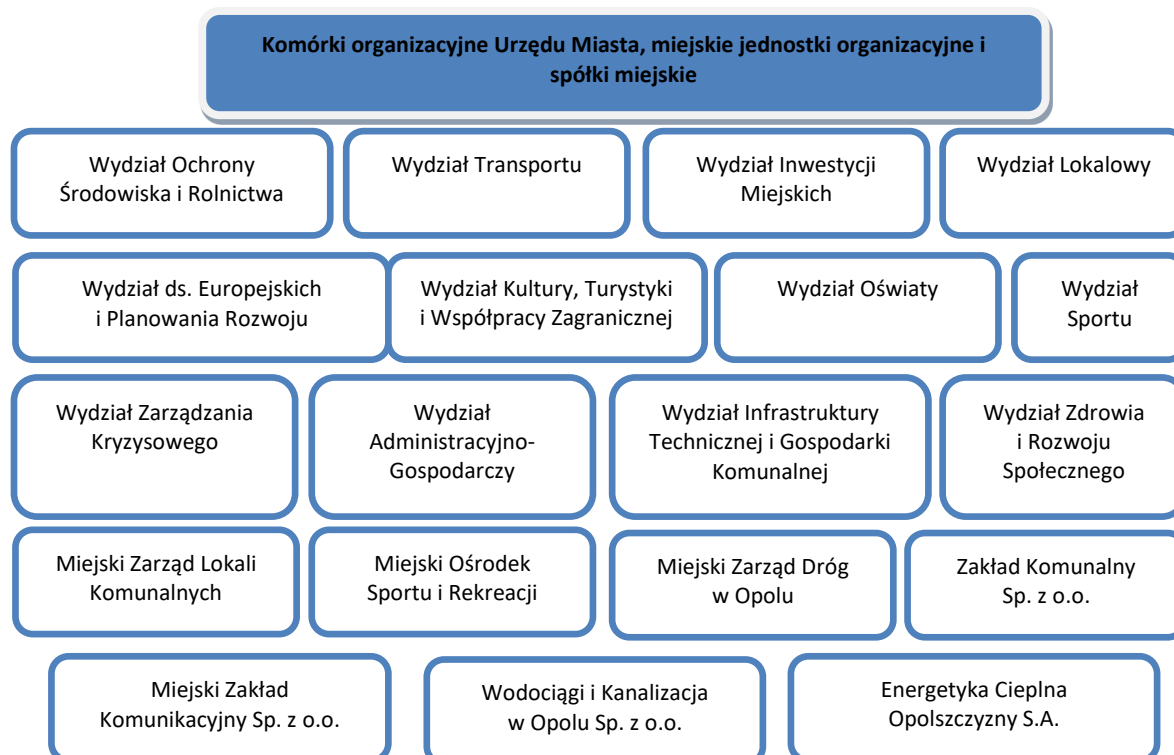 Komórki organizacyjne Urzędu Miasta, miejskie jednostki organizacyjne i
spółki miejskie
Wydział Ochrony
Środowiska i Rolnictwa
Wydział Transportu
Wydział Inwestycji
Miejskich
Wydział Lokalowy
Wydział ds. Europejskich
i Planowania Rozwoju
Wydział Kultury, Turystyki
i Współpracy Zagranicznej
Wydział Oświaty
Wydział
Sportu
Wydział Zarządzania
Kryzysowego
Wydział
Administracyjno-
Gospodarczy
Wydział Infrastruktury
Technicznej i Gospodarki
Komunalnej
Wydział Zdrowia
i Rozwoju
Społecznego
Miejski Zarząd Lokali
Komunalnych
Miejski Ośrodek
Sportu i Rekreacji
Miejski Zarząd Dróg
w Opolu
Zakład Komunalny
Sp. z o.o.
Miejski Zakład
Komunikacyjny Sp. z o.o.
Wodociągi i Kanalizacja
w Opolu Sp. z o.o.
Energetyka Cieplna
Opolszczyzny S.A.